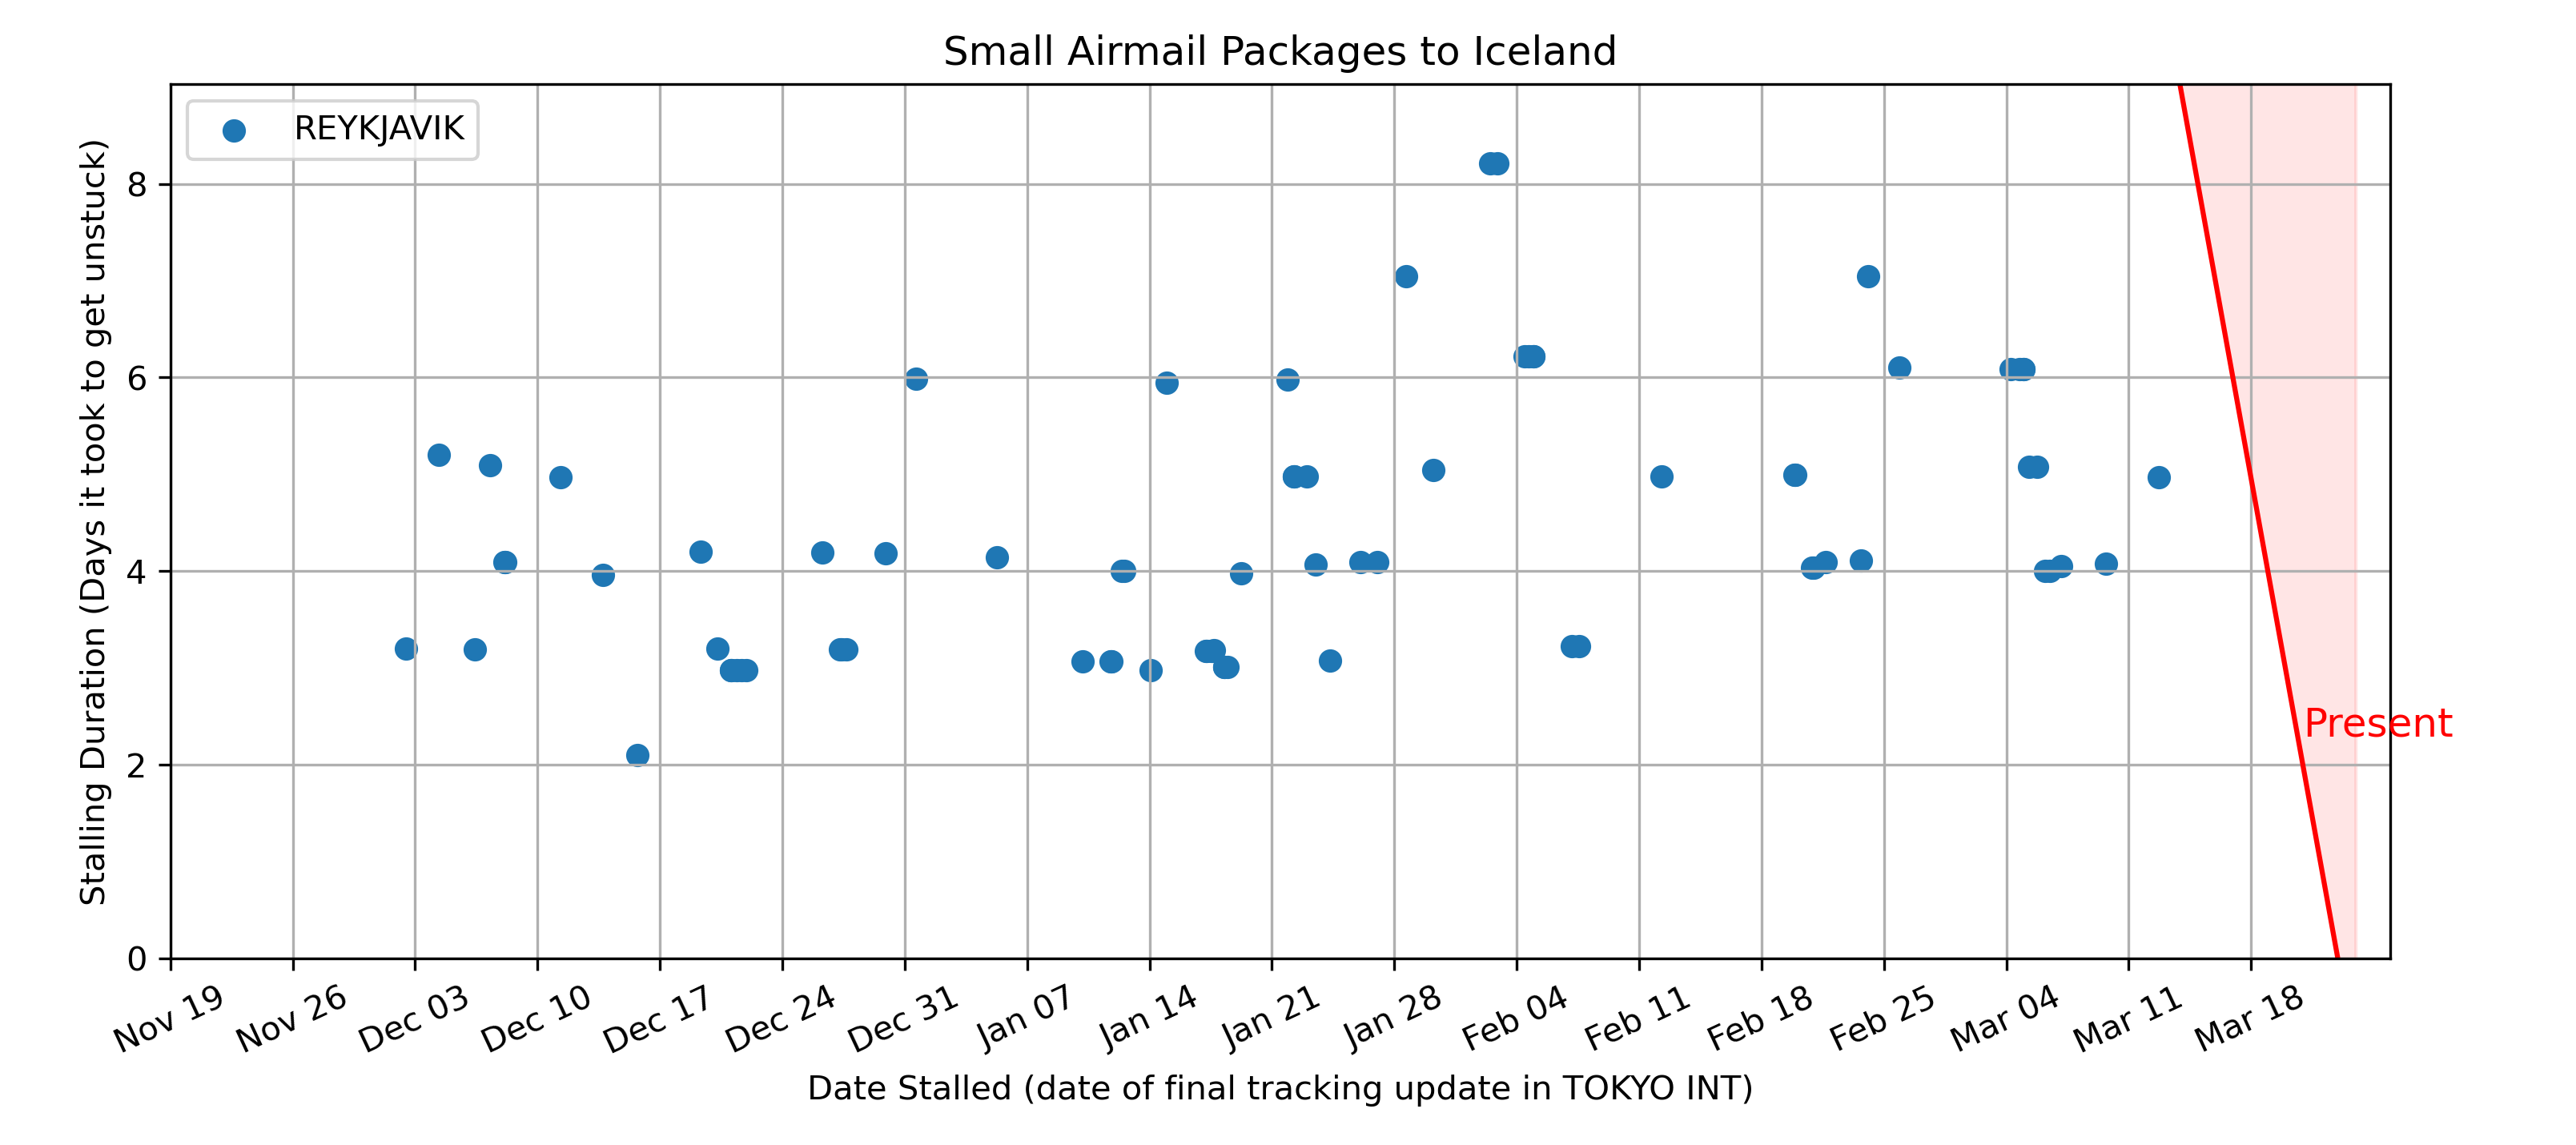 Small Airmail Packages to Iceland
REYKJAVIK
Stalling Duration (Days it took to get unstuck)
8
6
4
2
0
Present
Nov 19
Nov 26
Dec 03
Dec 10
Dec 17
Dec 24
Dec 31
Jan 07
Jan 14
Jan 21
Jan 28
Feb 04
Feb 11
Feb 18
Feb 25
Mar 04
Mar 11
Mar 18
Date Stalled (date of final tracking update in TOKYO INT)